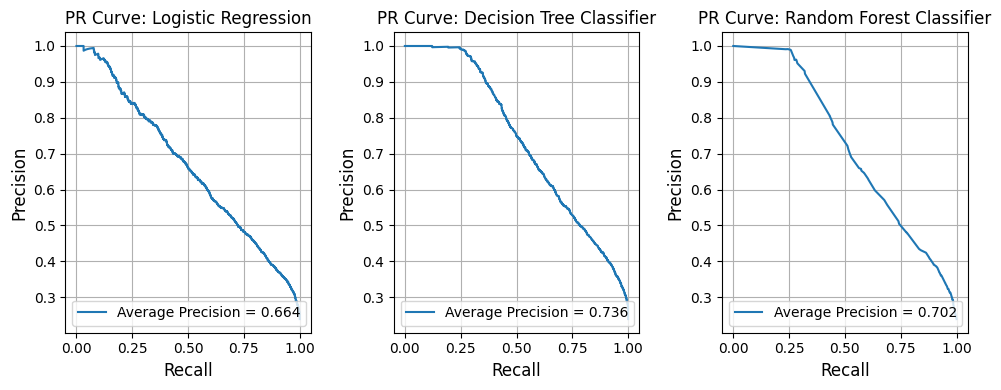 PR Curve: Logistic Regression
1.0
0.9
0.8
0.7
0.6
0.5
0.4
0.3
Precision
Average Precision = 0.664
0.00 0.25 0.50 0.75 1.00
Recall
PR Curve: Decision Tree Classifier
1.0
0.9
0.8
0.7
0.6
0.5
0.4
0.3
Precision
Average Precision = 0.736
0.00 0.25 0.50 0.75 1.00
Recall
PR Curve: Random Forest Classifier
1.0
0.9
0.8
0.7
0.6
0.5
0.4
0.3
Precision
Average Precision = 0.702
0.00 0.25 0.50 0.75 1.00
Recall